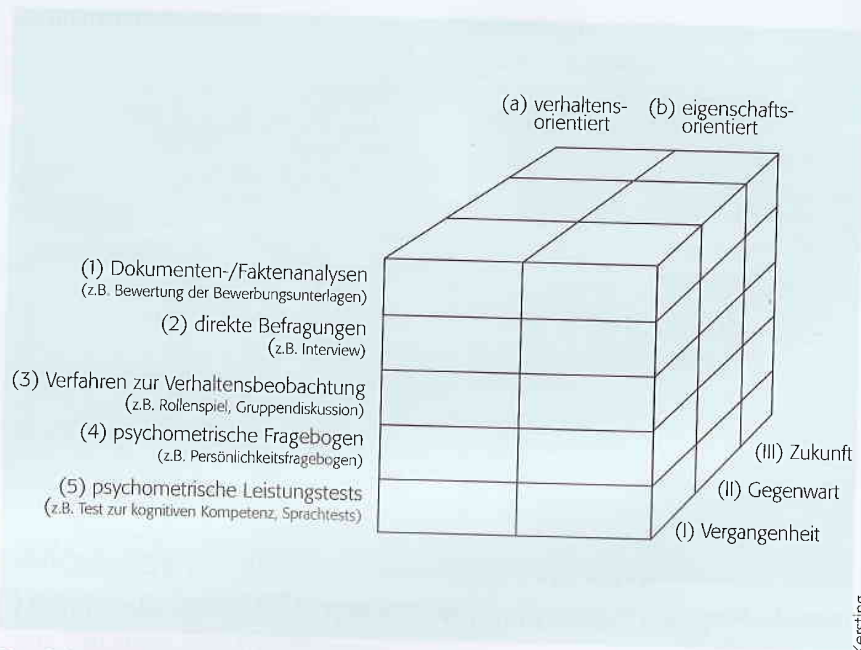 (a) verhaltens-
orientiert
(b) eigenschafts-
orientiert
(1) Dokumenten-/Faktenanalysen
(z.B. Bewertung der Bewerbungsunterlagen)
(2) direkte Befragungen
(z.B. Interview)
(3) Verfahren zur Verhaltensbeobachtung
(z.B. Rollenspiel, Gruppendiskussion)
(4) psychometrische Fragebogen
(z.B. Persönlichkeitsfragebogen)
(5) psychometrische Leistungstests
(z.B. Test zur kognitiven Kompetenz, Sprachtests)
(III) Zukunft
(II) Gegenwart
(I) Vergangenheit